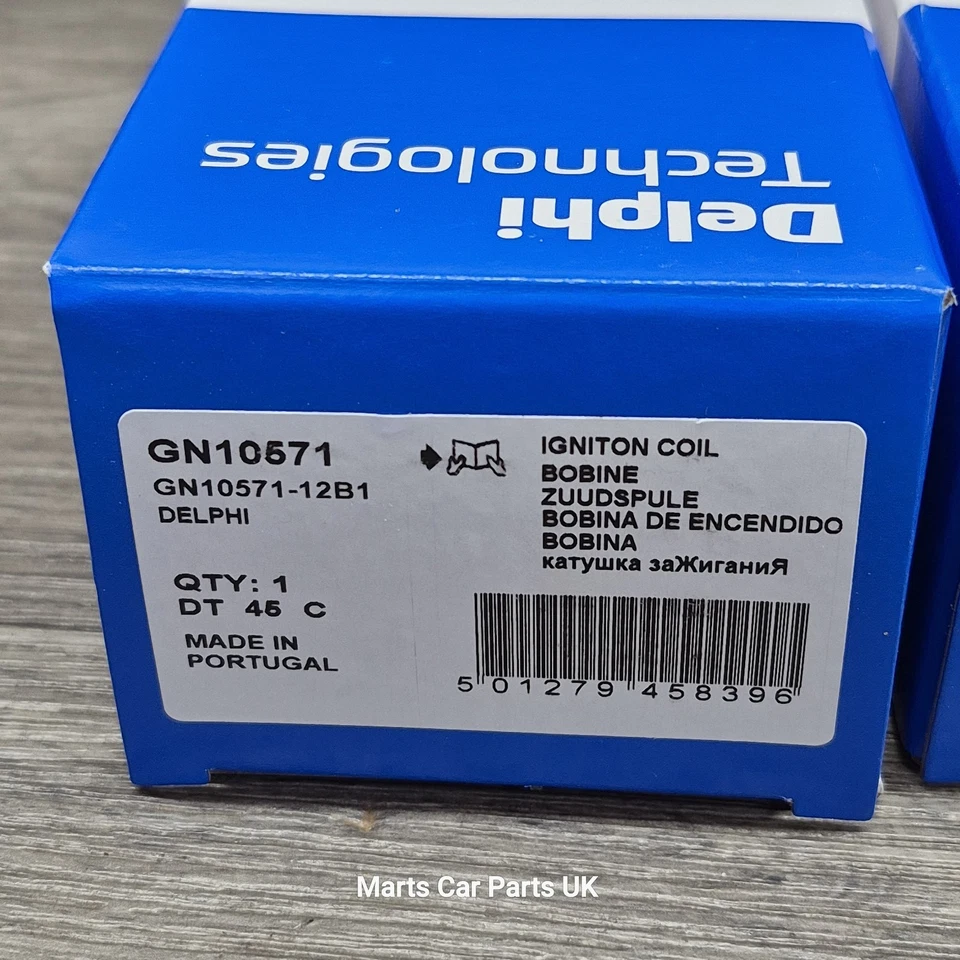 Delphi
Technologies
GN10571
GN10571-12B1
DELPHI
QTY: 1
DT 45 C
MADE IN
PORTUGAL
IGNITON COIL
BOBINE
ZUUDSPULE
BOBINA DE ENCENDIDO
BOBINA
катушка заЖиганиЯ
5 012794 458396
Marts Car Parts UK